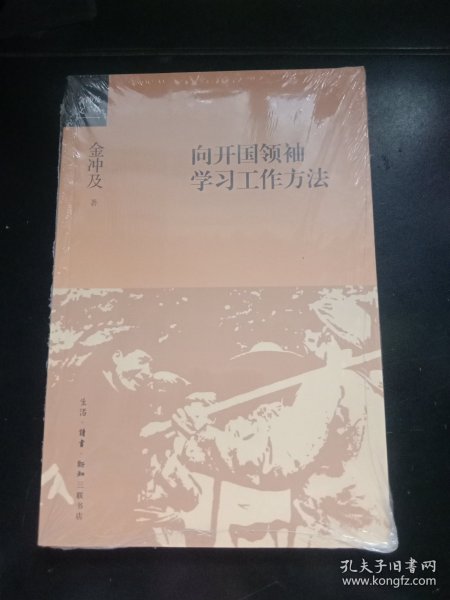 向开国领袖
学习工作方法
金冲及 著
生活·读书·新知三联书店
孔夫子旧书网
www.kongfz.com